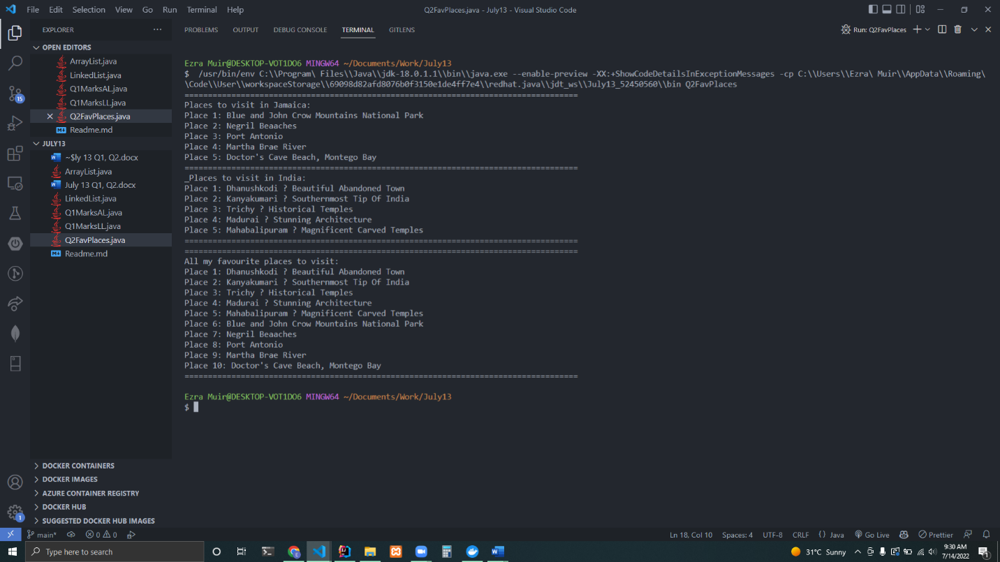 File Edit Selection View Go Run Terminal Help
Q2FavPlaces.java - July13 - Visual Studio Code
EXPLORER
OPEN EDITORS
ArrayList.java
LinkedList.java
Q1MarksAL.java
Q1MarksLL.java
Q2FavPlaces.java
Readme.md
JULY13
~$ly 13 Q1, Q2.docx
ArrayList.java
July 13 Q1, Q2.docx
LinkedList.java
Q1MarksAL.java
Q1MarksLL.java
Q2FavPlaces.java
Readme.md
DOCKER CONTAINERS
DOCKER IMAGES
AZURE CONTAINER REGISTRY
DOCKER HUB
SUGGESTED DOCKER HUB IMAGES
15
1
PROBLEMS OUTPUT DEBUG CONSOLE TERMINAL GITLENS
Run: Q2FavPlaces
Ezra Muir@DESKTOP-VOT1DO6 MINGW64 ~/Documents/Work/July13
$  /usr/bin/env C:\\Program\ Files\\Java\\jdk-18.0.1.1\\bin\\java.exe --enable-preview -XX:+ShowCodeDetailsInExceptionMessages -cp C:\\Users\\Ezra\ Muir\\AppData\\Roaming\
\Code\\User\\workspaceStorage\\69098d82afd8076b0f3150e1de4ff7e4\\redhat.java\\jdt_ws\\July13_52450560\\bin Q2FavPlaces
====================================================================================
Places to visit in Jamaica:
Place 1: Blue and John Crow Mountains National Park
Place 2: Negril Beaaches
Place 3: Port Antonio
Place 4: Martha Brae River
Place 5: Doctor's Cave Beach, Montego Bay
====================================================================================
_Places to visit in India:
Place 1: Dhanushkodi ? Beautiful Abandoned Town
Place 2: Kanyakumari ? Southernmost Tip Of India
Place 3: Trichy ? Historical Temples
Place 4: Madurai ? Stunning Architecture
Place 5: Mahabalipuram ? Magnificent Carved Temples
====================================================================================
====================================================================================
All my favourite places to visit:
Place 1: Dhanushkodi ? Beautiful Abandoned Town
Place 2: Kanyakumari ? Southernmost Tip Of India
Place 3: Trichy ? Historical Temples
Place 4: Madurai ? Stunning Architecture
Place 5: Mahabalipuram ? Magnificent Carved Temples
Place 6: Blue and John Crow Mountains National Park
Place 7: Negril Beaaches
Place 8: Port Antonio
Place 9: Martha Brae River
Place 10: Doctor's Cave Beach, Montego Bay
====================================================================================
Ezra Muir@DESKTOP-VOT1DO6 MINGW64 ~/Documents/Work/July13
$
main* 0 0
Ln 18, Col 10 Spaces: 4 UTF-8 CRLF {} Java Go Live Prettier
Type here to search
31°C Sunny
9:30 AM
7/14/2022
1